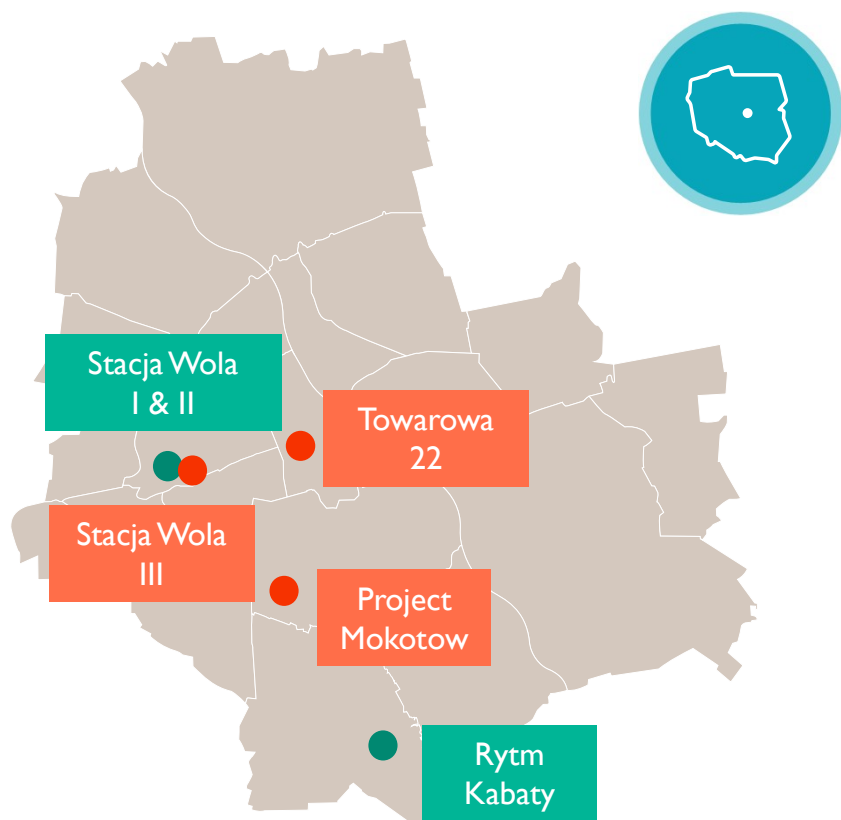 Stacja Wola
I & II
Towarowa
22
Stacja Wola
III
Project
Mokotow
Rytm
Kabaty